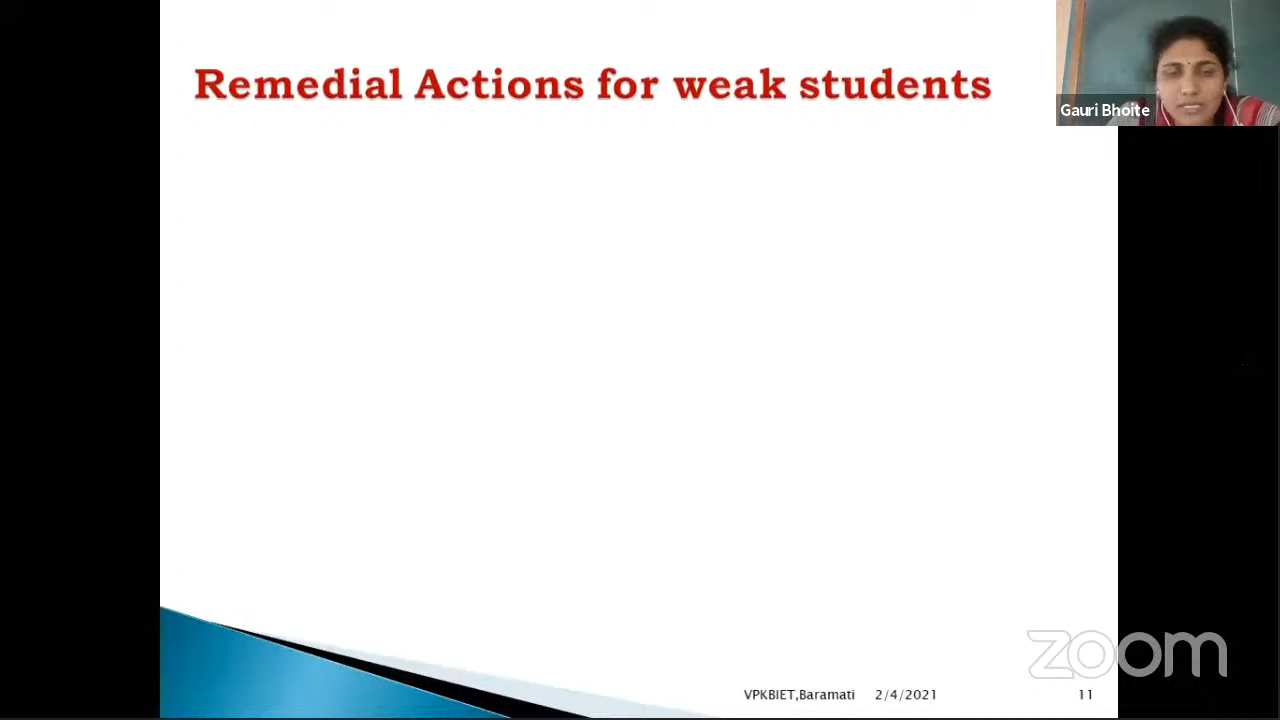 Remedial Actions for weak students
Gauri Bhoite
zoom
VPKBIET,Baramati 2/4/2021 11